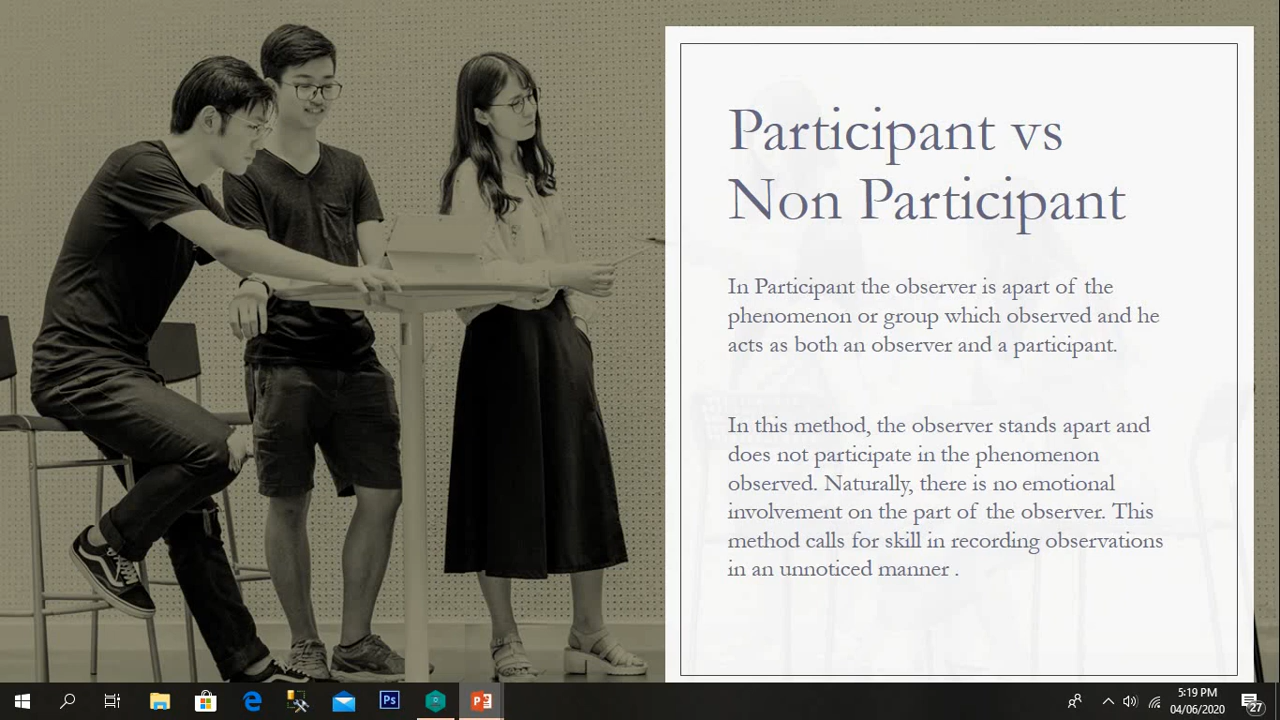 Participant vs
Non Participant
In Participant the observer is apart of the
phenomenon or group which observed and he
acts as both an observer and a participant.
In this method, the observer stands apart and
does not participate in the phenomenon
observed. Naturally, there is no emotional
involvement on the part of the observer. This
method calls for skill in recording observations
in an unnoticed manner .
Ps
5:19 PM
04/06/2020
27